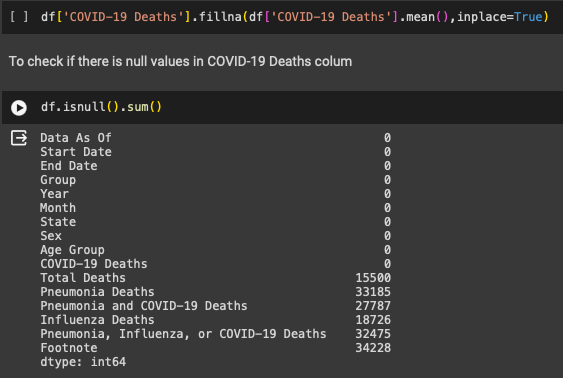 [ ] df['COVID-19 Deaths'].fillna(df['COVID-19 Deaths'].mean(),inplace=True)
To check if there is null values in COVID-19 Deaths colum
df.isnull().sum()
Data As Of 0
Start Date 0
End Date 0
Group 0
Year 0
Month 0
State 0
Sex 0
Age Group 0
COVID-19 Deaths 0
Total Deaths 15500
Pneumonia Deaths 33185
Pneumonia and COVID-19 Deaths 27787
Influenza Deaths 18726
Pneumonia, Influenza, or COVID-19 Deaths 32475
Footnote 34228
dtype: int64